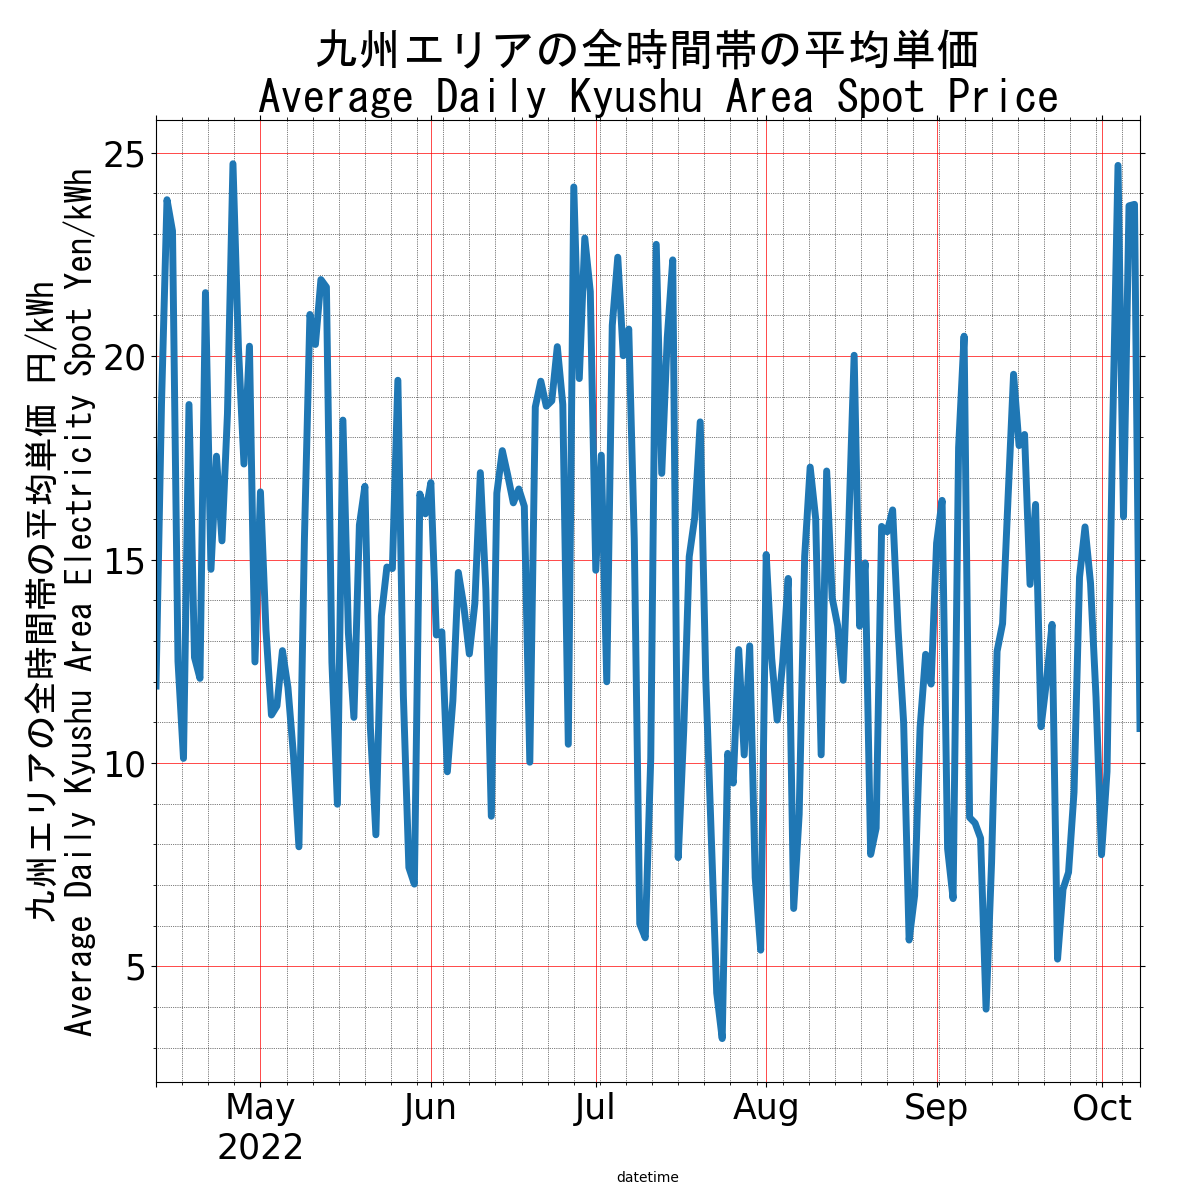 九州エリアの全時間帯の平均単価
Average Daily Kyushu Area Spot Price
九州エリアの全時間帯の平均単価 円/kWh
Average Daily Kyushu Area Electricity Spot Yen/kWh
25
20
15
10
5
May
2022
Jun
Jul
Aug
Sep
Oct
datetime